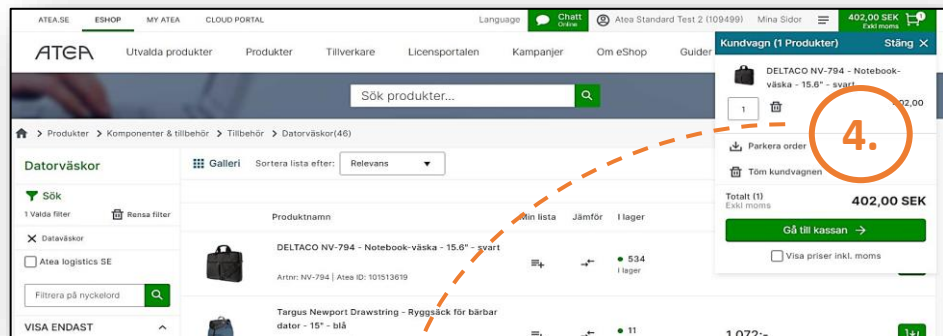 ATEA.SE ESHOP MY ATEA CLOUD PORTAL Language Chatt Online Atea Standard Test 2 (109499) Mina Sidor 402,00 SEK Exkl moms 1
ATEA Utvalda produkter Produkter Tillverkare Licensportalen Kampanjer Om eShop Guider
Kundvagn (1 Produkter) Stäng X
DELTACO NV-794 - Notebook-
väska - 15.6" - svart
1
Sök produkter...
Parkera order
Töm kundvagnen
Totalt (1) 402,00 SEK
Exkl moms
Gå till kassan →
Visa priser inkl. moms
4.
> Produkter > Komponenter & tillbehör > Tillbehör > Datorväskor(46)
Datorväskor
Galleri Sortera lista efter: Relevans
Sök
1 Valda filter Rensa filter
X Dataväskor
Atea logistics SE
Filtrera på nyckelord
VISA ENDAST
Produktnamn Min lista Jämför I lager
DELTACO NV-794 - Notebook-väska - 15.6" - svart
Artnr: NV-794 | Atea ID: 101513619
534
I lager
Targus Newport Drawstring - Ryggsäck för bärbar
dator - 15" - blå
11
1 072:-